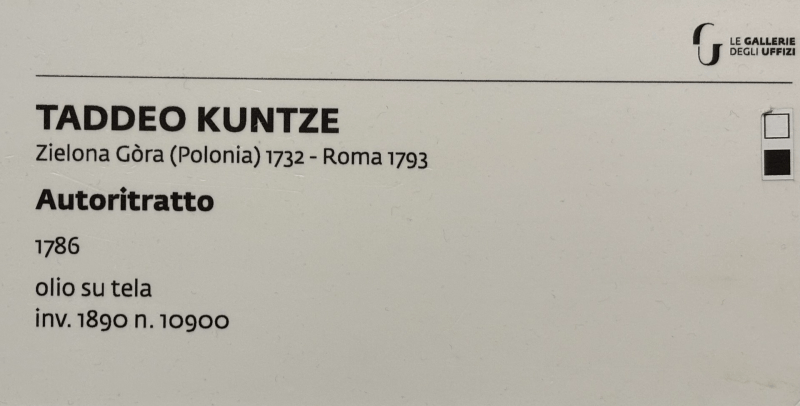 LE GALLERIE
DEGLI UFFIZI
TADDEO KUNTZE
Zielona Gòra (Polonia) 1732 - Roma 1793
Autoritratto
1786
olio su tela
inv. 1890 n. 10900